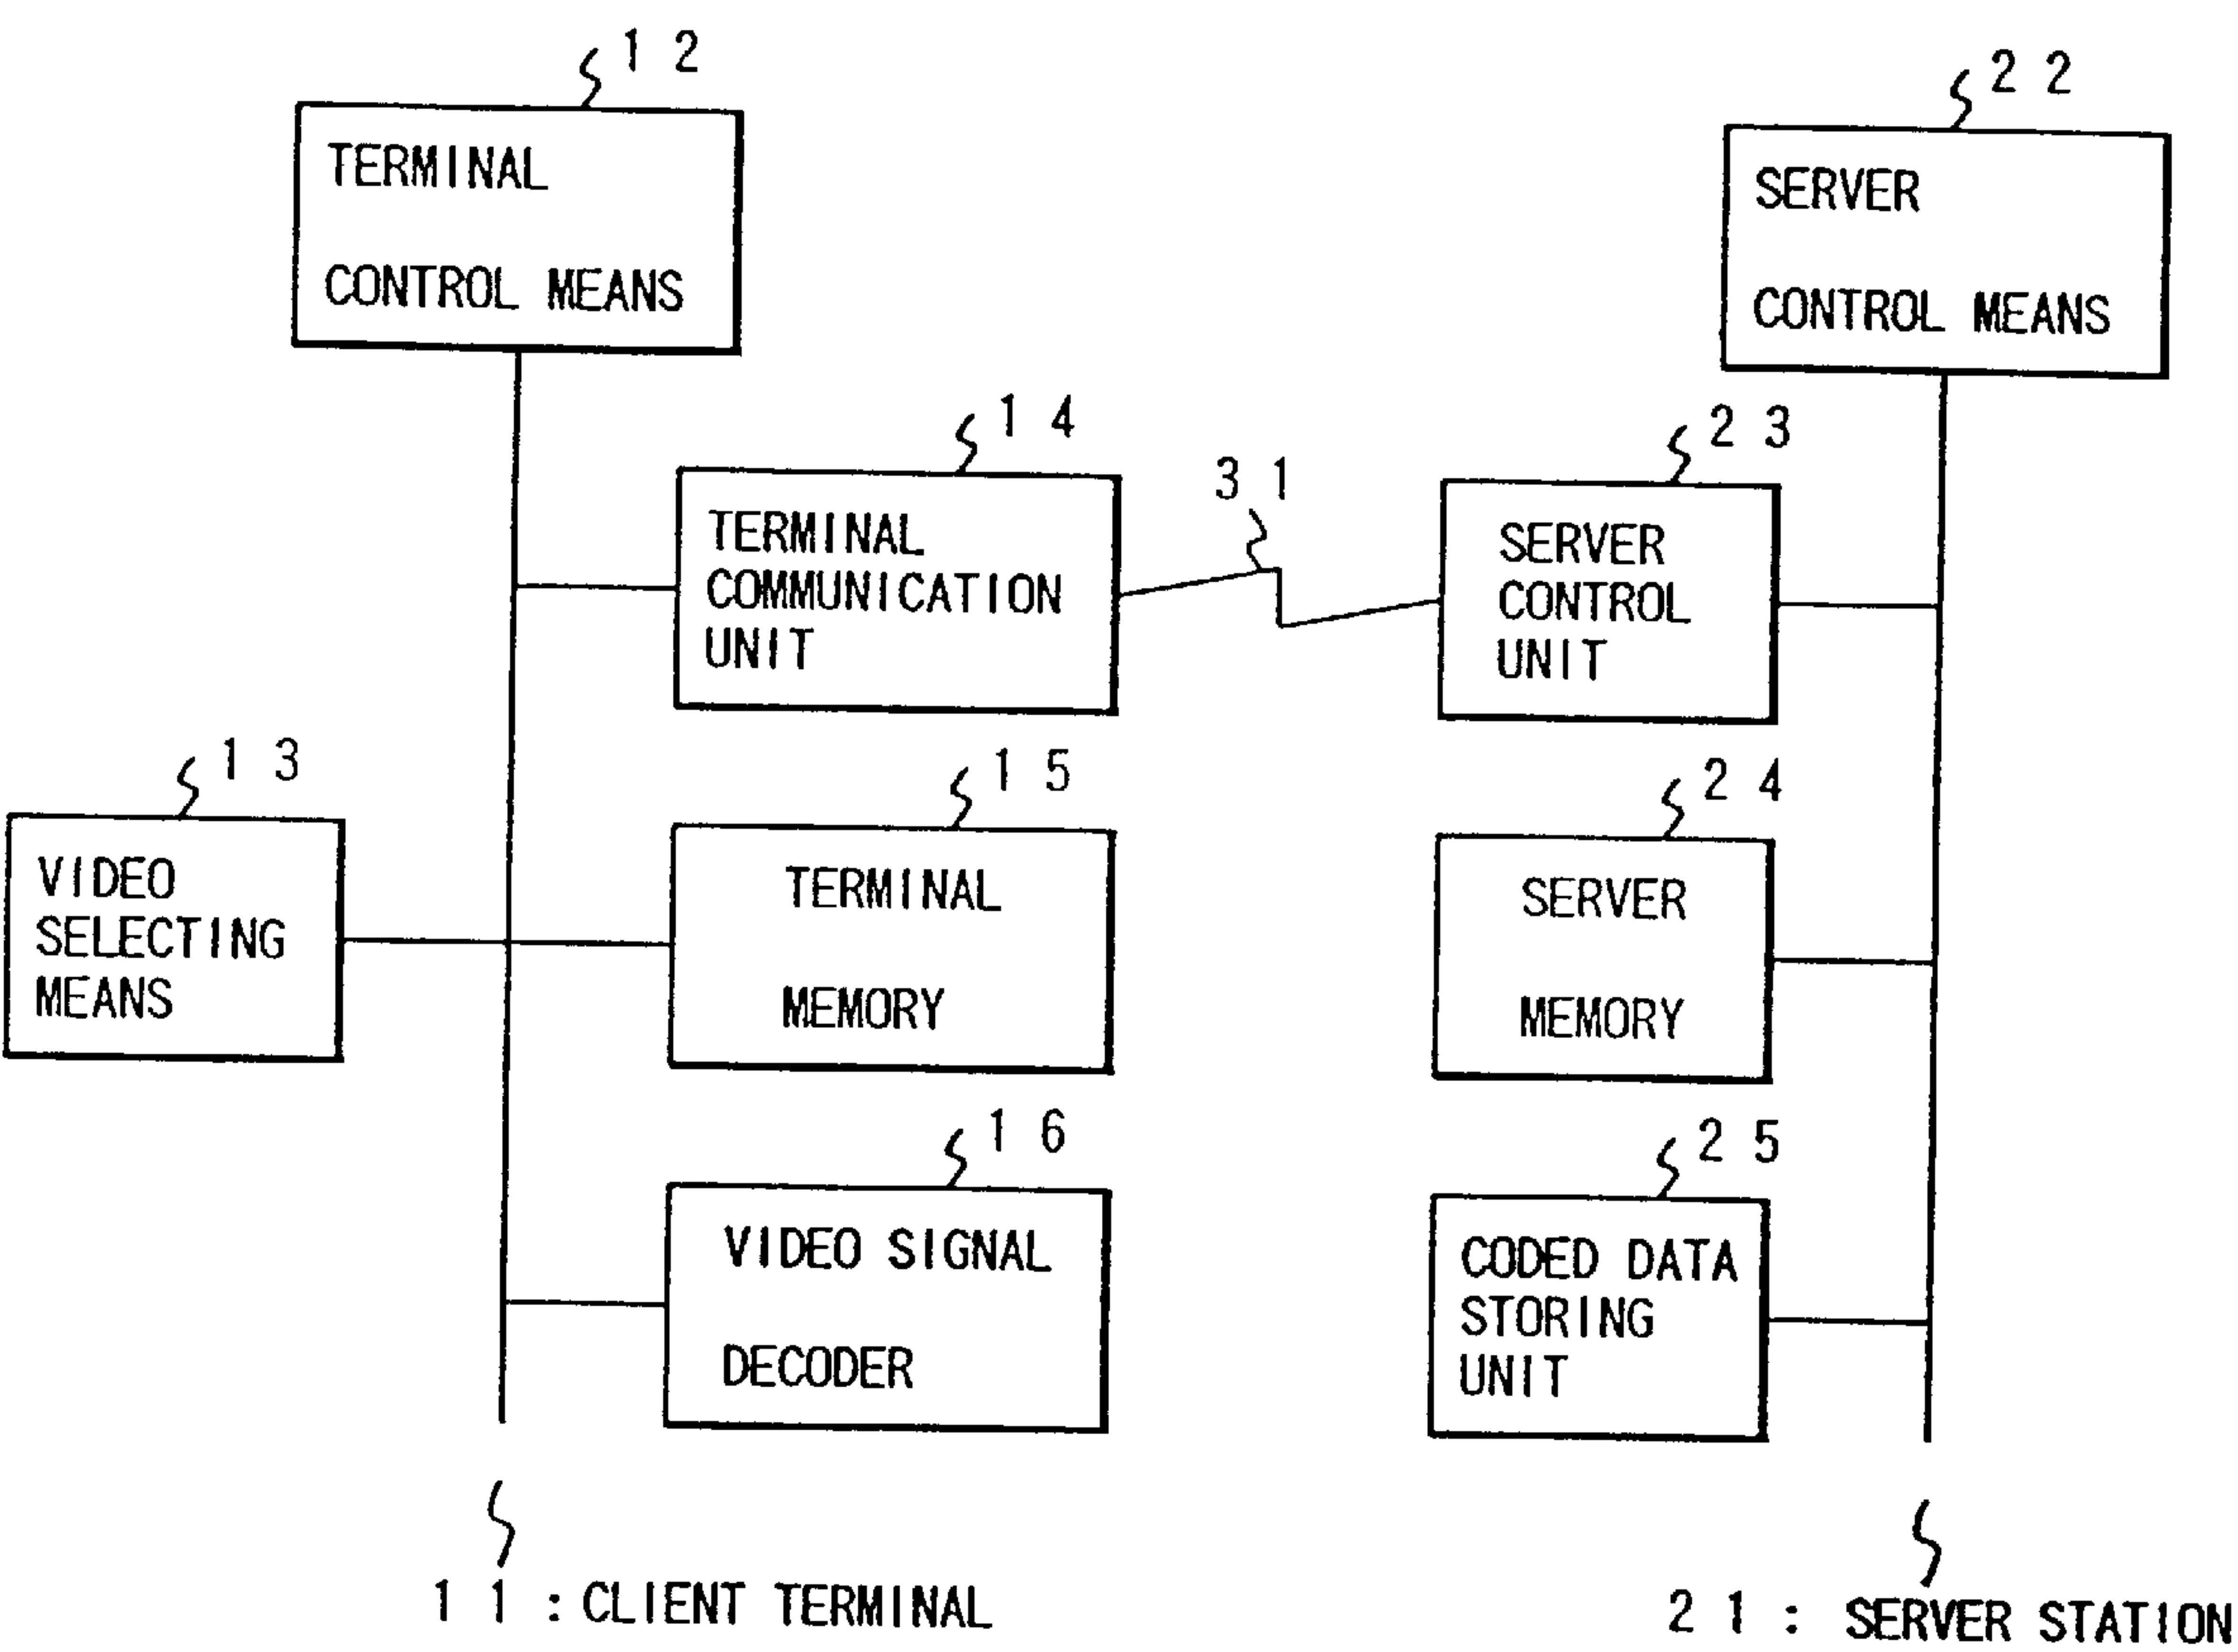 1 2
TERMINAL
CONTROL MEANS
2 2
SERVER
CONTROL MEANS
1 4
TERMINAL
COMMUNICATION
UNIT
3 1
2 3
SERVER
CONTROL
UNIT
1 3
VIDEO
SELECTING
MEANS
1 5
TERMINAL
MEMORY
2 4
SERVER
MEMORY
1 6
VIDEO SIGNAL
DECODER
2 5
CODED DATA
STORING
UNIT
1 1 : CLIENT TERMINAL
2 1 : SERVER STATION